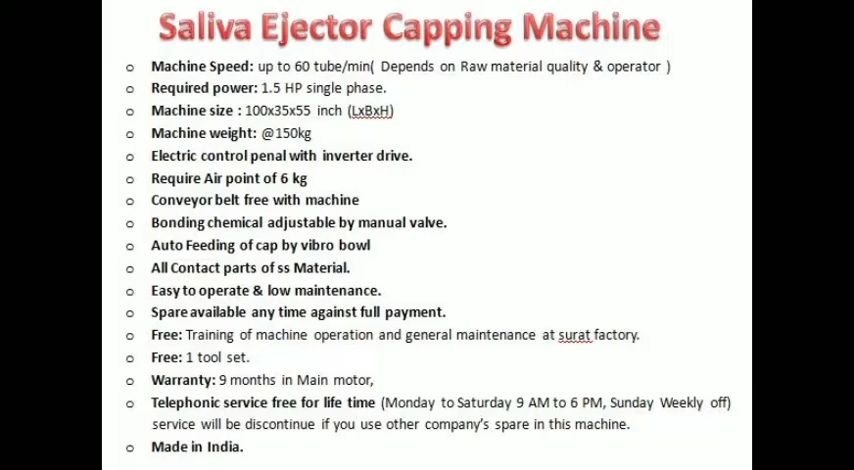 Saliva Ejector Capping Machine
o Machine Speed: up to 60 tube/min( Depends on Raw material quality & operator )
o Required power: 1.5 HP single phase.
o Machine size : 100x35x55 inch (LxBxH)
o Machine weight: @150kg
o Electric control penal with inverter drive.
o Require Air point of 6 kg
o Conveyor belt free with machine
o Bonding chemical adjustable by manual valve.
o Auto Feeding of cap by vibro bowl
o All Contact parts of ss Material.
o Easy to operate & low maintenance.
o Spare available any time against full payment.
o Free: Training of machine operation and general maintenance at surat factory.
o Free: 1 tool set.
o Warranty: 9 months in Main motor,
o Telephonic service free for life time (Monday to Saturday 9 AM to 6 PM, Sunday Weekly off)
service will be discontinue if you use other company's spare in this machine.
o Made in India.